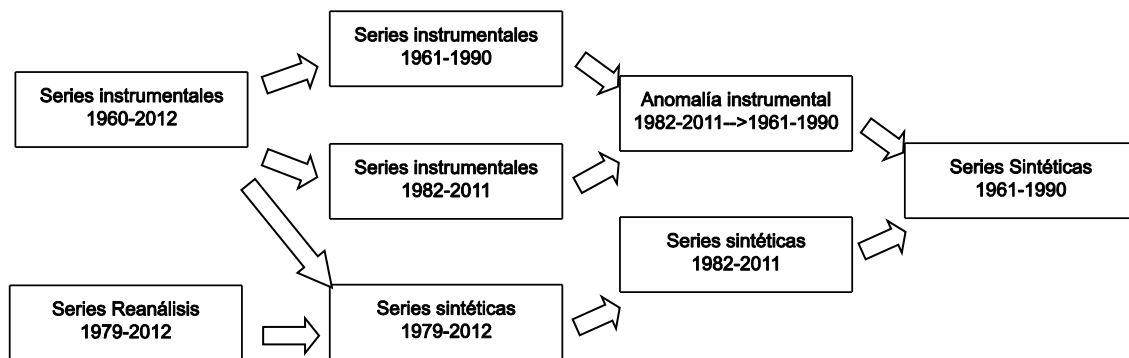 Series instrumentales
1960-2012
Series Reanálisis
1979-2012
Series instrumentales
1961-1990
Series instrumentales
1982-2011
Series sintéticas
1979-2012
Anomalía instrumental
1982-2011-->1961-1990
Series sintéticas
1982-2011
Series Sintéticas
1961-1990